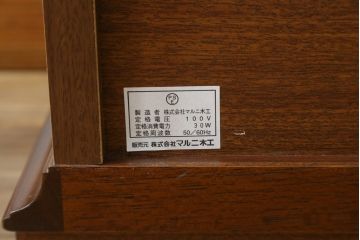 製造者 株式会社マルニ木工
定格電圧 100V
定格消費電力 30W
定格周波数 50/60Hz
販売元 株式会社マルニ木工